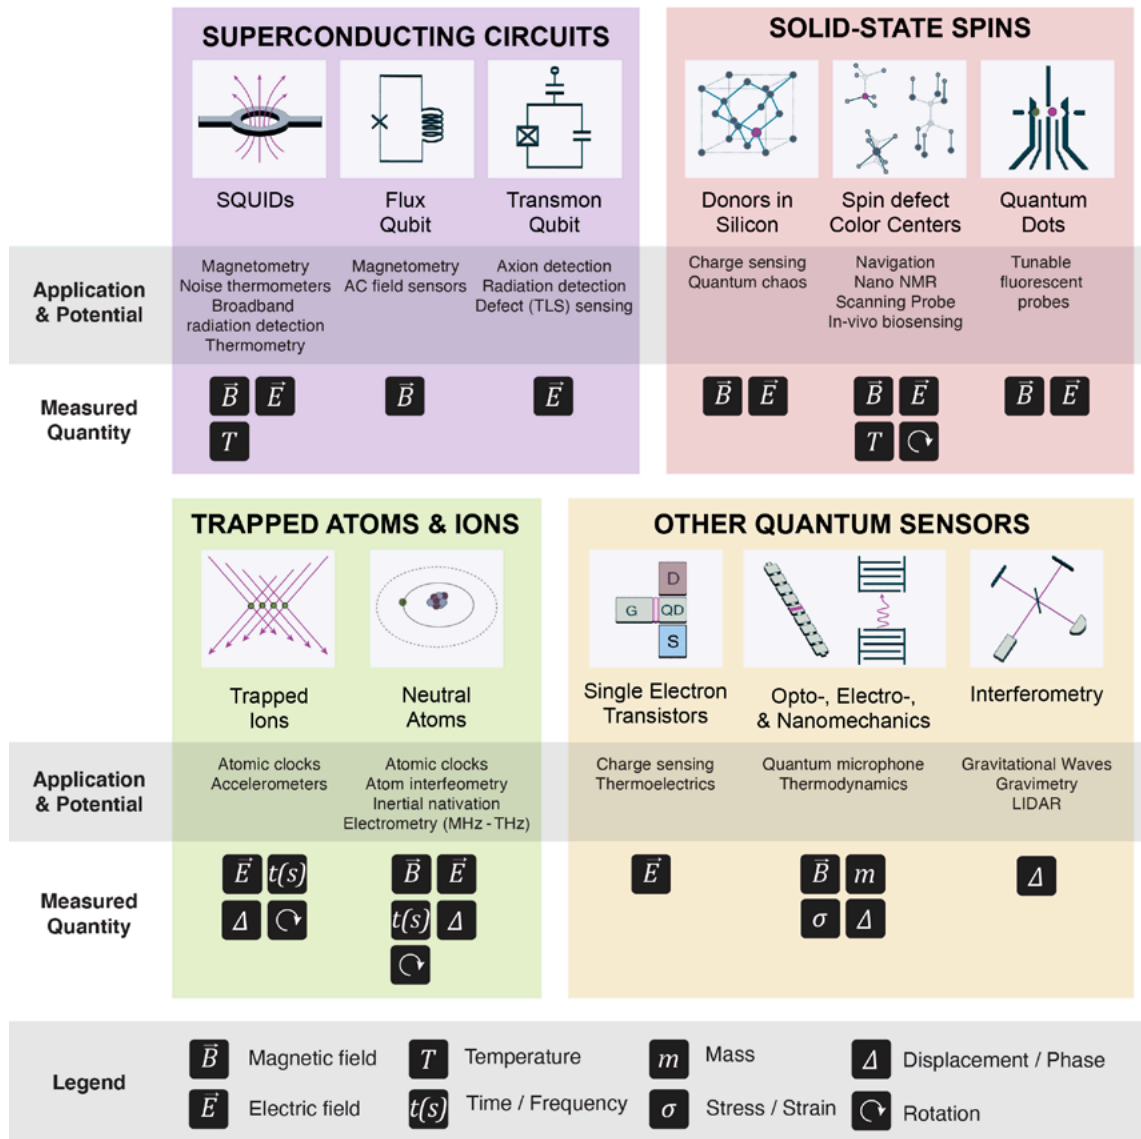 SUPERCONDUCTING CIRCUITS
SQUIDs
Flux
Qubit
Transmon
Qubit
SOLID-STATE SPINS
Donors in
Silicon
Spin defect
Color Centers
Quantum
Dots
Application
& Potential
Magnetometry
Noise thermometers
Broadband
radiation detection
Thermometry
Magnetometry
AC field sensors
Axion detection
Radiation detection
Defect (TLS) sensing
Charge sensing
Quantum chaos
Navigation
Nano NMR
Scanning Probe
In-vivo biosensing
Tunable
fluorescent
probes
Measured
Quantity
B⃗ E⃗
T
B⃗
E⃗
B⃗ E⃗
B⃗ E⃗
T
B⃗ E⃗
TRAPPED ATOMS & IONS
Trapped
Ions
Neutral
Atoms
OTHER QUANTUM SENSORS
D
G QD
S
Single Electron
Transistors
Opto-, Electro-,
& Nanomechanics
Interferometry
Application
& Potential
Atomic clocks
Accelerometers
Atomic clocks
Atom interfeometry
Inertial nativation
Electrometry (MHz - THz)
Charge sensing
Thermoelectrics
Quantum microphone
Thermodynamics
Gravitational Waves
Gravimetry
LIDAR
Measured
Quantity
E⃗ t(s)
Δ
B⃗ E⃗
t(s) Δ
E⃗
B⃗ m
σ Δ
Δ
Legend
B⃗ Magnetic field
T Temperature
m Mass
Δ Displacement / Phase
E⃗ Electric field
t(s) Time / Frequency
σ Stress / Strain
Rotation